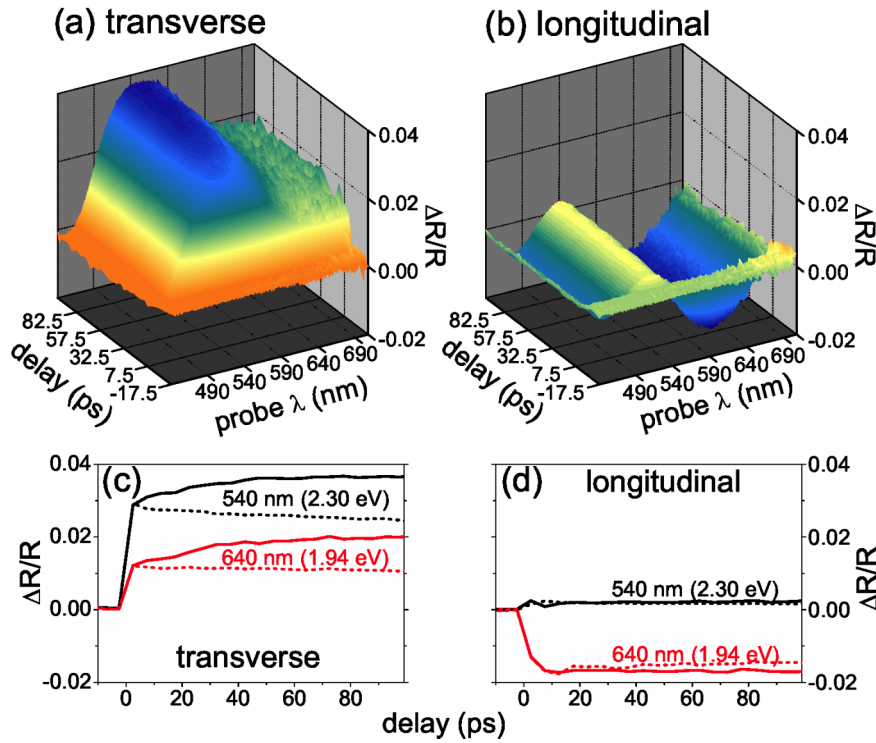 (a) transverse
(b) longitudinal
0.04
0.02
0.00
-0.02
ΔR/R
82.5
57.5
32.5
7.5
-17.5
delay (ps)
490
540
590
640
690
probe λ (nm)
0.04
0.02
0.00
-0.02
ΔR/R
82.5
57.5
32.5
7.5
-17.5
delay (ps)
490
540
590
640
690
probe λ (nm)
(c)
0.04
0.02
0.00
-0.02
ΔR/R
540 nm (2.30 eV)
640 nm (1.94 eV)
transverse
0
20
40
60
80
(d)
longitudinal
540 nm (2.30 eV)
640 nm (1.94 eV)
0.04
0.02
0.00
-0.02
ΔR/R
0
20
40
60
80
delay (ps)